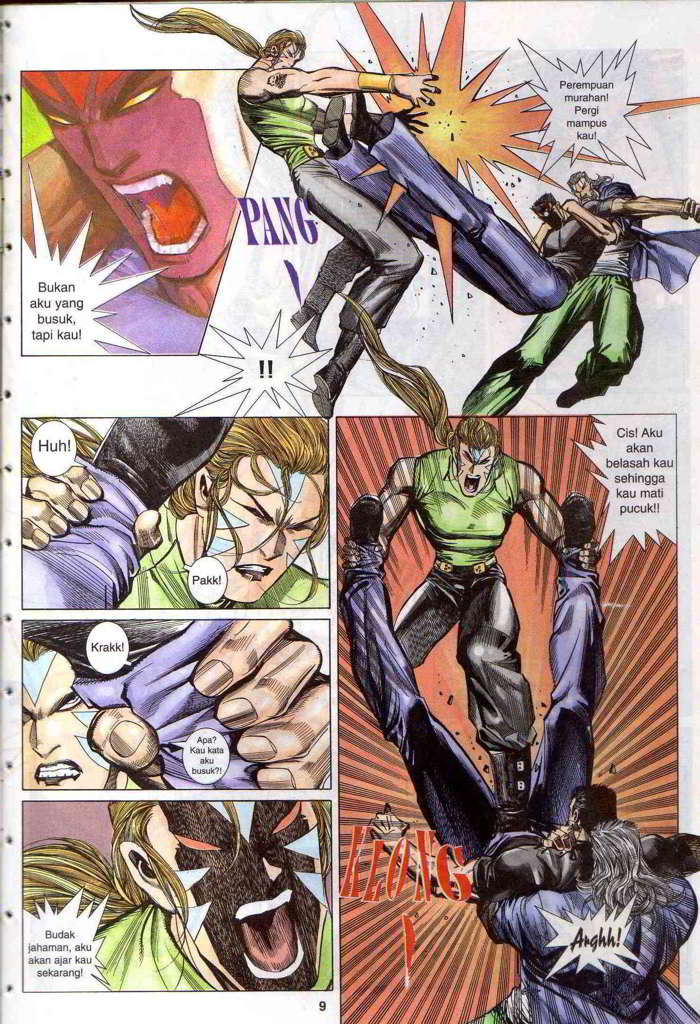 Perempuan
murahan!
Pergi
mampus
kau!
Bukan
aku yang
busuk,
tapi kau!
PANG
!
!!
Huh!
Pakk!
Cis! Aku
akan
belasah kau
sehingga
kau mati
pucuk!!
Krakk!
Apa?
Kau kata
aku
busuk?!
Budak
jahaman, aku
akan ajar kau
sekarang!
KLONG
!
Arghh!
9